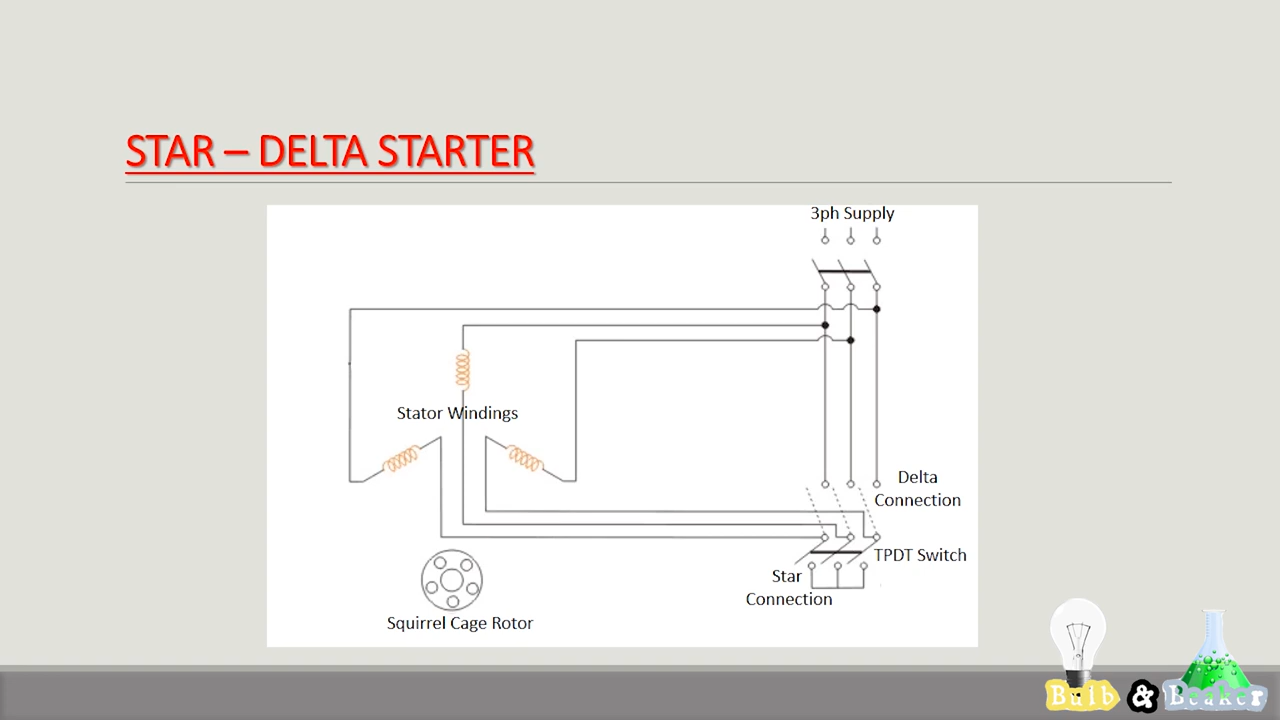 STAR – DELTA STARTER
3ph Supply
Stator Windings
Delta
Connection
TPDT Switch
Star
Connection
Squirrel Cage Rotor
Bulb & Beaker